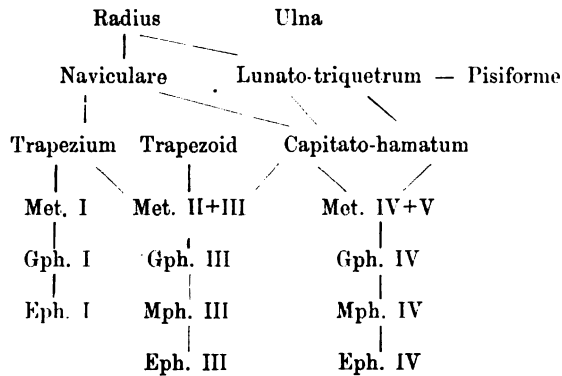 Radius Ulna
Naviculare Lunato-triquetrum — Pisiforme
Trapezium Trapezoid Capitato-hamatum
Met. I Met. II+III Met. IV+V
Gph. I Gph. III Gph. IV
Eph. I Mph. III Mph. IV
Eph. III Eph. IV